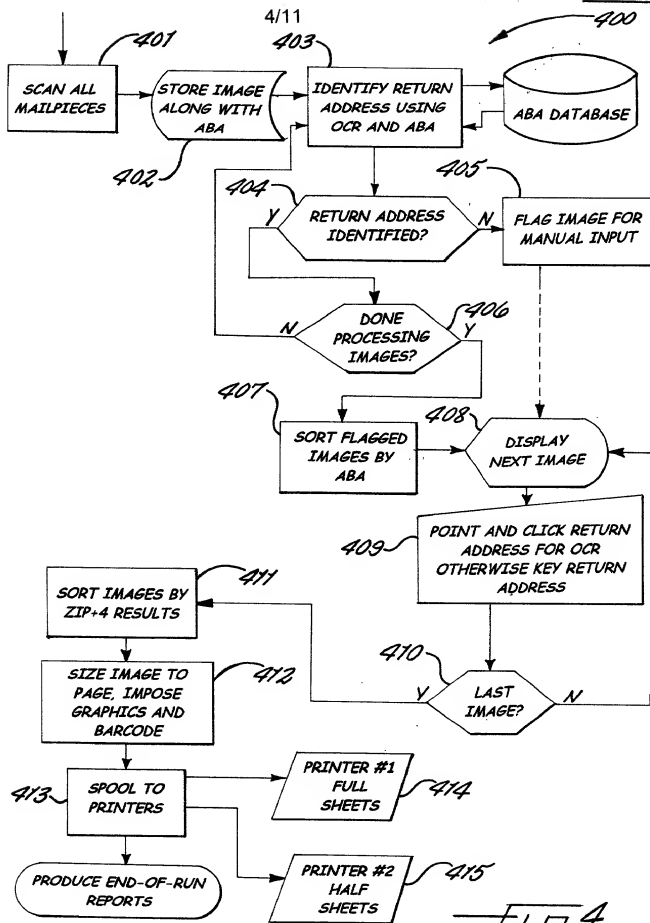 4/11
400
401
SCAN ALL
MAILPIECES
STORE IMAGE
ALONG WITH
ABA
402
403
IDENTIFY RETURN
ADDRESS USING
OCR AND ABA
ABA DATABASE
404
Y
RETURN ADDRESS
IDENTIFIED?
N
405
FLAG IMAGE FOR
MANUAL INPUT
N
DONE
PROCESSING
IMAGES?
Y
406
407
SORT FLAGGED
IMAGES BY
ABA
408
DISPLAY
NEXT IMAGE
409
POINT AND CLICK RETURN
ADDRESS FOR OCR
OTHERWISE KEY RETURN
ADDRESS
410
Y
LAST
IMAGE?
N
411
SORT IMAGES BY
ZIP+4 RESULTS
SIZE IMAGE TO
PAGE, IMPOSE
GRAPHICS AND
BARCODE
412
413
SPOOL TO
PRINTERS
PRINTER #1
FULL
SHEETS
414
PRINTER #2
HALF
SHEETS
415
PRODUCE END-OF-RUN
REPORTS
4